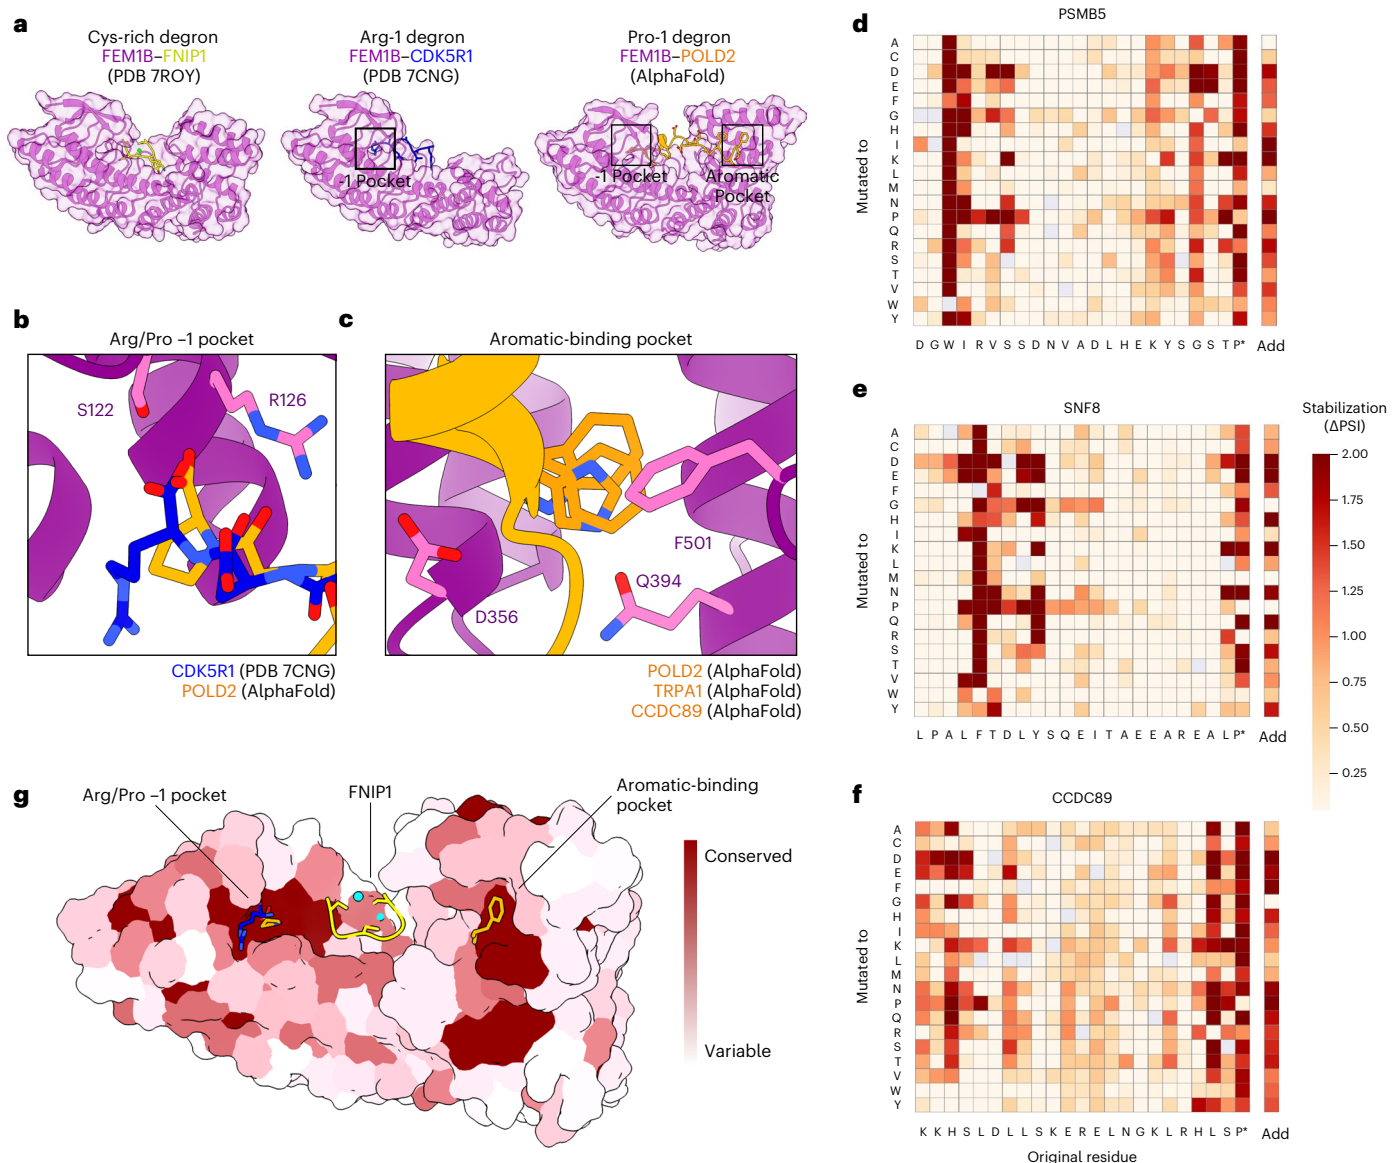 a
Cys-rich degron
FEM1B–FNIP1
(PDB 7ROY)
Arg-1 degron
FEM1B–CDK5R1
(PDB 7CNG)
-1 Pocket
Pro-1 degron
FEM1B–POLD2
(AlphaFold)
-1 Pocket
Aromatic
Pocket
b
Arg/Pro –1 pocket
S122
R126
CDK5R1 (PDB 7CNG)
POLD2 (AlphaFold)
c
Aromatic-binding pocket
F501
Q394
D356
POLD2 (AlphaFold)
TRPA1 (AlphaFold)
CCDC89 (AlphaFold)
g
Arg/Pro –1 pocket
FNIP1
Aromatic-binding
pocket
Conserved
Variable
d
PSMB5
Mutated to
A
C
D
E
F
G
H
I
K
L
M
N
P
Q
R
S
T
V
W
Y
D G W I R V S S D N V A D L H E K Y S G S T P* Add
e
SNF8
Mutated to
A
C
D
E
F
G
H
I
K
L
M
N
P
Q
R
S
T
V
W
Y
L P A L F T D L Y S Q E I T A E E A R E A L P* Add
Stabilization
(ΔPSI)
2.00
1.75
1.50
1.25
1.00
0.75
0.50
0.25
f
CCDC89
Mutated to
A
C
D
E
F
G
H
I
K
L
M
N
P
Q
R
S
T
V
W
Y
K K H S L D L L S K E R E L N G K L R H L S P* Add
Original residue